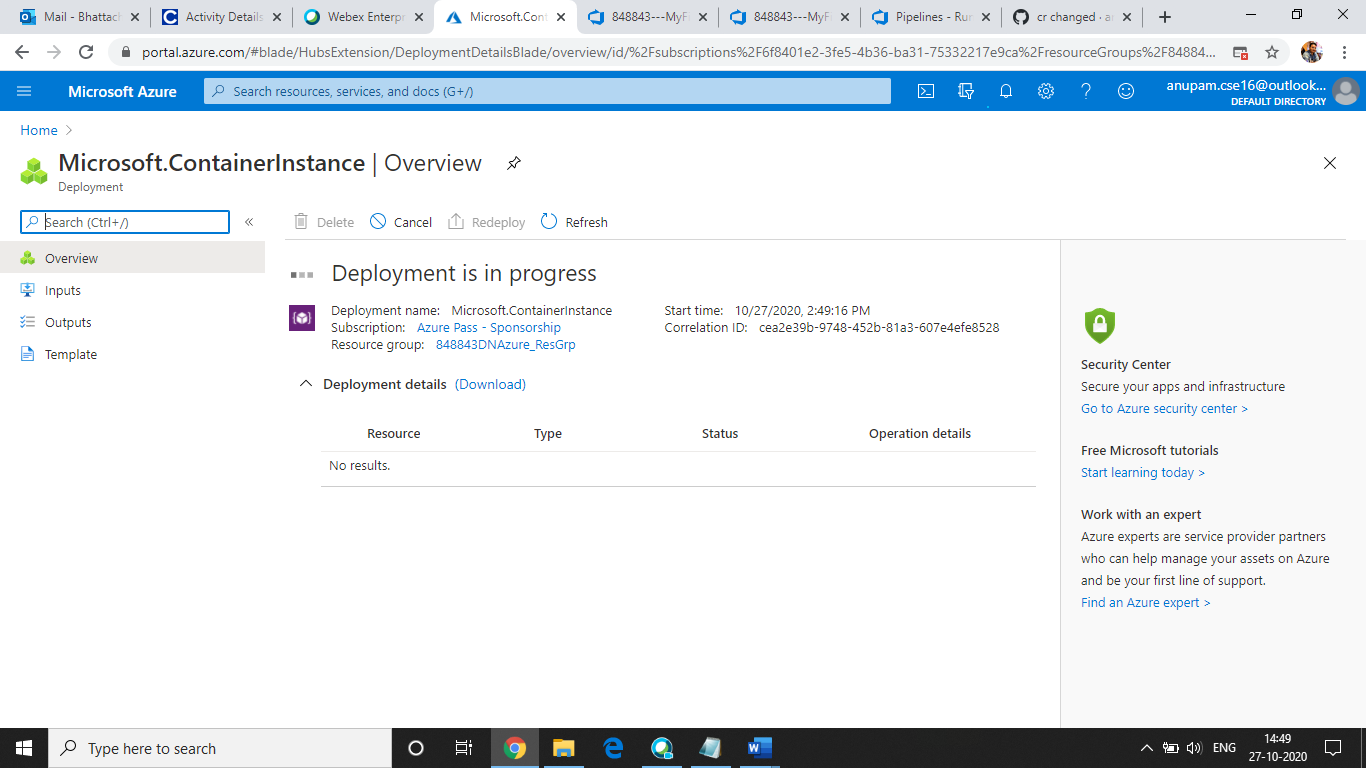 Mail - Bhattach
Activity Details
Webex Enterpr
Microsoft.Cont
848843---MyFi
848843---MyFi
Pipelines - Run
cr changed · a
portal.azure.com/#blade/HubsExtension/DeploymentDetailsBlade/overview/id/%2Fsubscriptions%2F6f8401e2-3fe5-4b36-ba31-75332217e9ca%2FresourceGroups%2F84884...
Microsoft Azure
Search resources, services, and docs (G+/)
anupam.cse16@outlook...
DEFAULT DIRECTORY
Home
Microsoft.ContainerInstance | Overview
Deployment
Search (Ctrl+/)
«
Delete
Cancel
Redeploy
Refresh
Overview
Inputs
Outputs
Template
Deployment is in progress
Deployment name: Microsoft.ContainerInstance
Subscription: Azure Pass - Sponsorship
Resource group: 848843DNAzure_ResGrp
Start time: 10/27/2020, 2:49:16 PM
Correlation ID: cea2e39b-9748-452b-81a3-607e4efe8528
Deployment details (Download)
Resource Type Status Operation details
No results.
Security Center
Secure your apps and infrastructure
Go to Azure security center >
Free Microsoft tutorials
Start learning today >
Work with an expert
Azure experts are service provider partners
who can help manage your assets on Azure
and be your first line of support.
Find an Azure expert >
Type here to search
ENG
14:49
27-10-2020